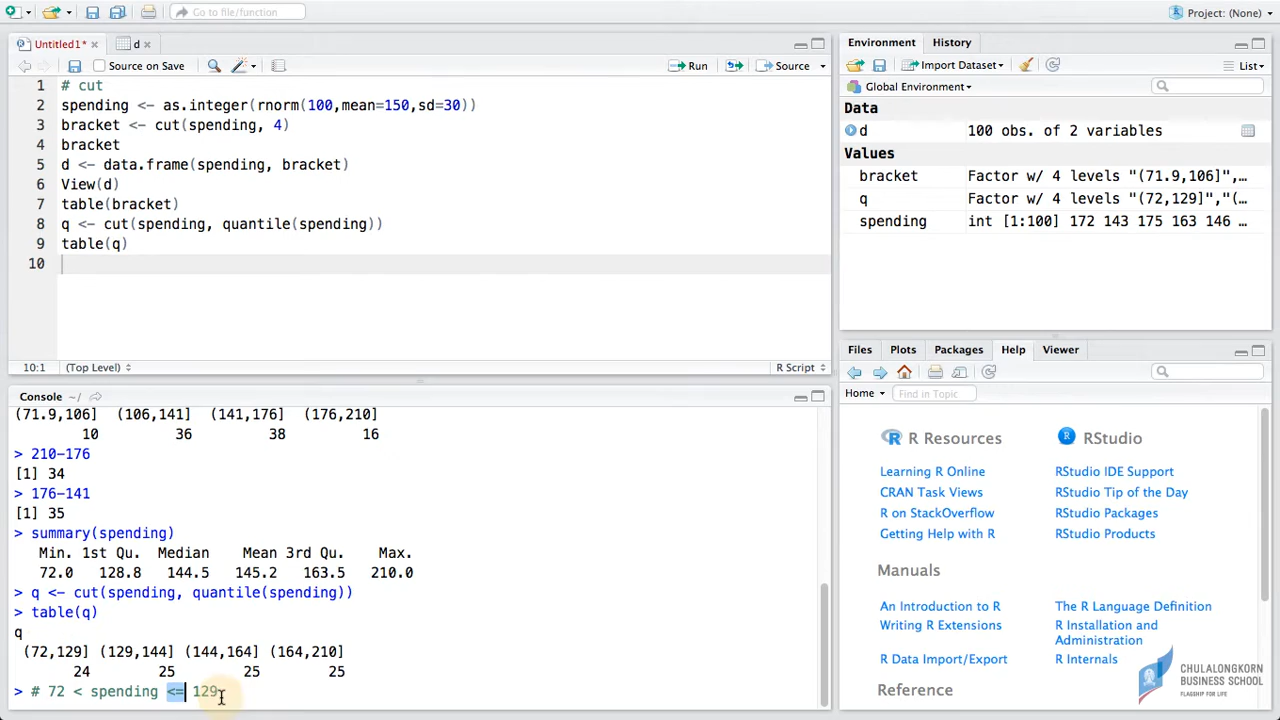 Go to file/function
Project: (None)
Untitled1*
d
Source on Save
Run
Source
1 # cut
2 spending <- as.integer(rnorm(100,mean=150,sd=30))
3 bracket <- cut(spending, 4)
4 bracket
5 d <- data.frame(spending, bracket)
6 View(d)
7 table(bracket)
8 q <- cut(spending, quantile(spending))
9 table(q)
10
10:1 (Top Level) R Script
Console ~/
(71.9,106] (106,141] (141,176] (176,210]
10 36 38 16
> 210-176
[1] 34
> 176-141
[1] 35
> summary(spending)
Min. 1st Qu. Median Mean 3rd Qu. Max.
72.0 128.8 144.5 145.2 163.5 210.0
> q <- cut(spending, quantile(spending))
> table(q)
q
(72,129] (129,144] (144,164] (164,210]
24 25 25 25
> # 72 < spending <= 129
Environment History
Import Dataset List
Global Environment
Data
d 100 obs. of 2 variables
Values
bracket Factor w/ 4 levels "(71.9,106]",…
q Factor w/ 4 levels "(72,129]","(…
spending int [1:100] 172 143 175 163 146 …
Files Plots Packages Help Viewer
Home Find in Topic
R Resources RStudio
Learning R Online RStudio IDE Support
CRAN Task Views RStudio Tip of the Day
R on StackOverflow RStudio Packages
Getting Help with R RStudio Products
Manuals
An Introduction to R The R Language Definition
Writing R Extensions R Installation and
Administration
R Data Import/Export R Internals
Reference
CHULALONGKORN
BUSINESS SCHOOL
FLAGSHIP FOR LIFE